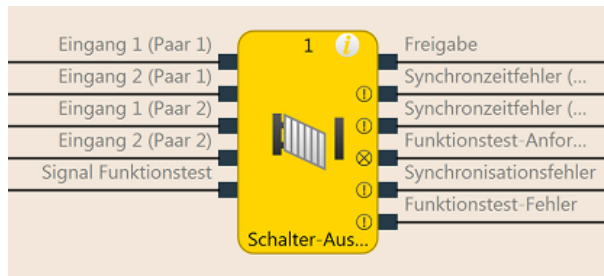 Eingang 1 (Paar 1)
Eingang 2 (Paar 1)
Eingang 1 (Paar 2)
Eingang 2 (Paar 2)
Signal Funktionstest
1
i
Schalter-Aus...
Freigabe
Synchronzeitfehler (...
Synchronzeitfehler (...
Funktionstest-Anfor...
Synchronisationsfehler
Funktionstest-Fehler